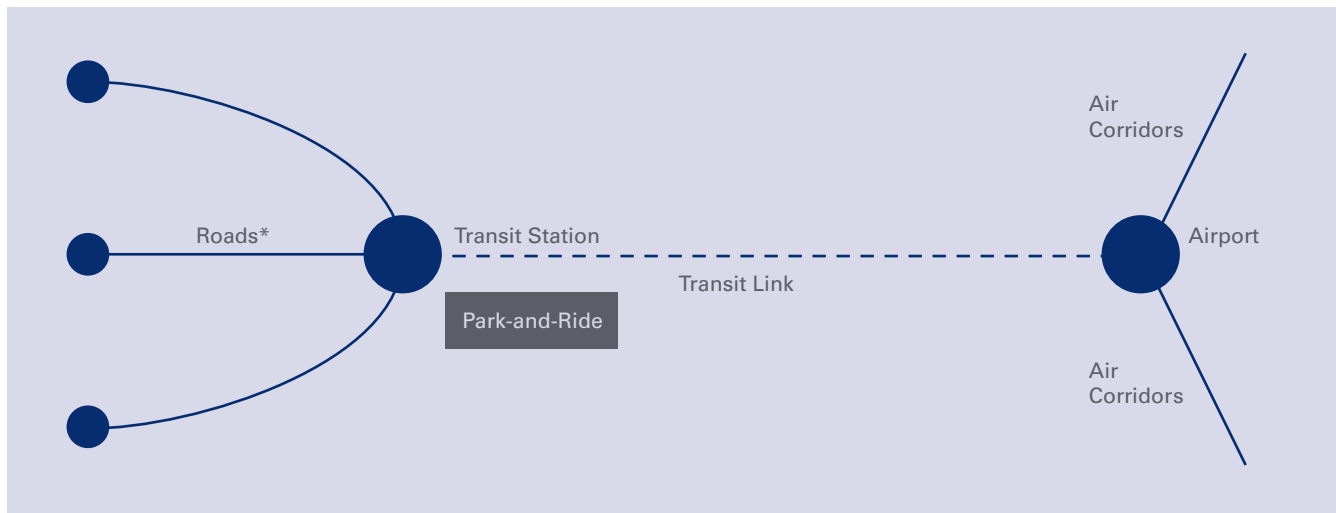 Air
Corridors
Roads*
Transit Station
Airport
Transit Link
Park-and-Ride
Air
Corridors